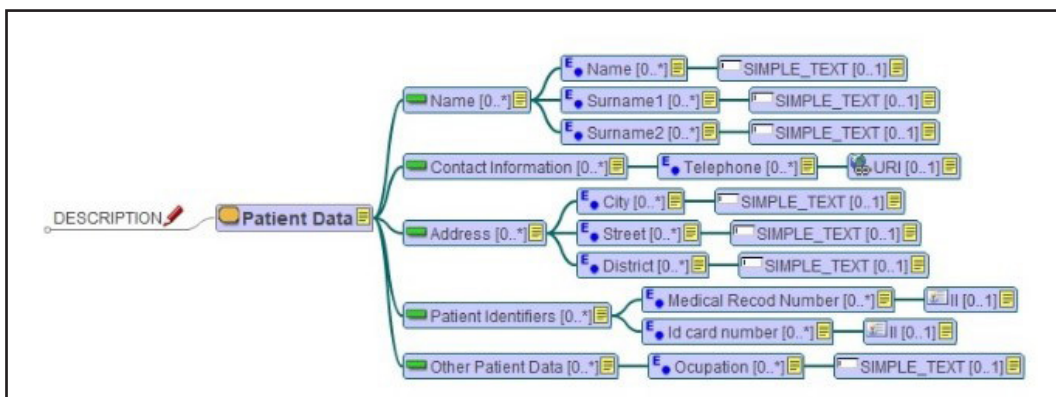 Name [0..*] SIMPLE_TEXT [0..1]
Name [0..*] Surname1 [0..*] SIMPLE_TEXT [0..1]
Surname2 [0..*] SIMPLE_TEXT [0..1]
Contact Information [0..*] Telephone [0..*] URI [0..1]
City [0..*] SIMPLE_TEXT [0..1]
DESCRIPTION Patient Data
Address [0..*] Street [0..*] SIMPLE_TEXT [0..1]
District [0..*] SIMPLE_TEXT [0..1]
Medical Recod Number [0..*] II [0..1]
Patient Identifiers [0..*]
Id card number [0..*] II [0..1]
Other Patient Data [0..*] Ocupation [0..*] SIMPLE_TEXT [0..1]